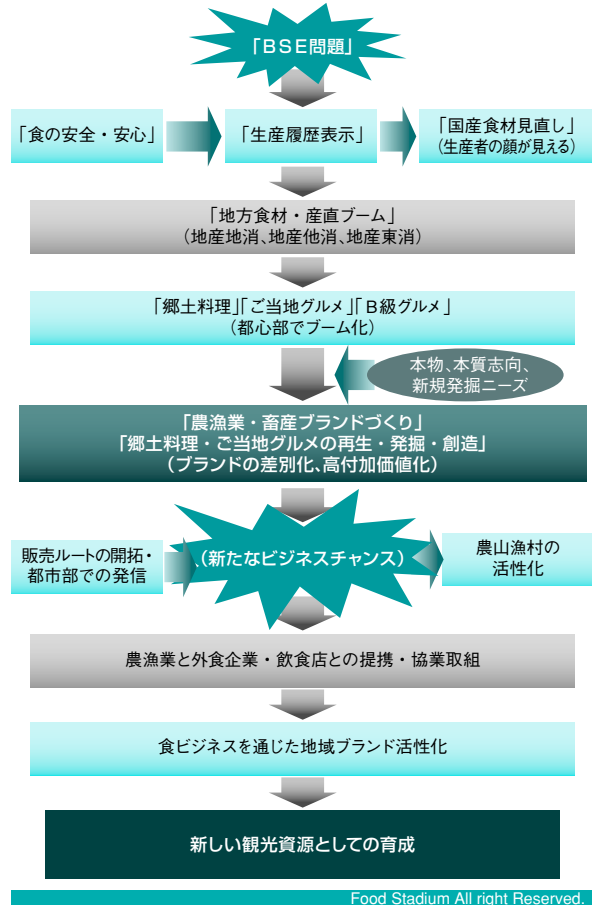 「BSE問題」
「食の安全・安心」
「生産履歴表示」
「国産食材見直し」
(生産者の顔が見える)
「地方食材・産直ブーム」
(地産地消、地産他消、地産東消)
「郷土料理」「ご当地グルメ」「B級グルメ」
(都心部でブーム化)
本物、本質志向、
新規発掘ニーズ
「農漁業・畜産ブランドづくり」
「郷土料理・ご当地グルメの再生・発掘・創造」
(ブランドの差別化、高付加価値化)
販売ルートの開拓・
都市部での発信
(新たなビジネスチャンス)
農山漁村の
活性化
農漁業と外食企業・飲食店との提携・協業取組
食ビジネスを通じた地域ブランド活性化
新しい観光資源としての育成
Food Stadium All right Reserved.